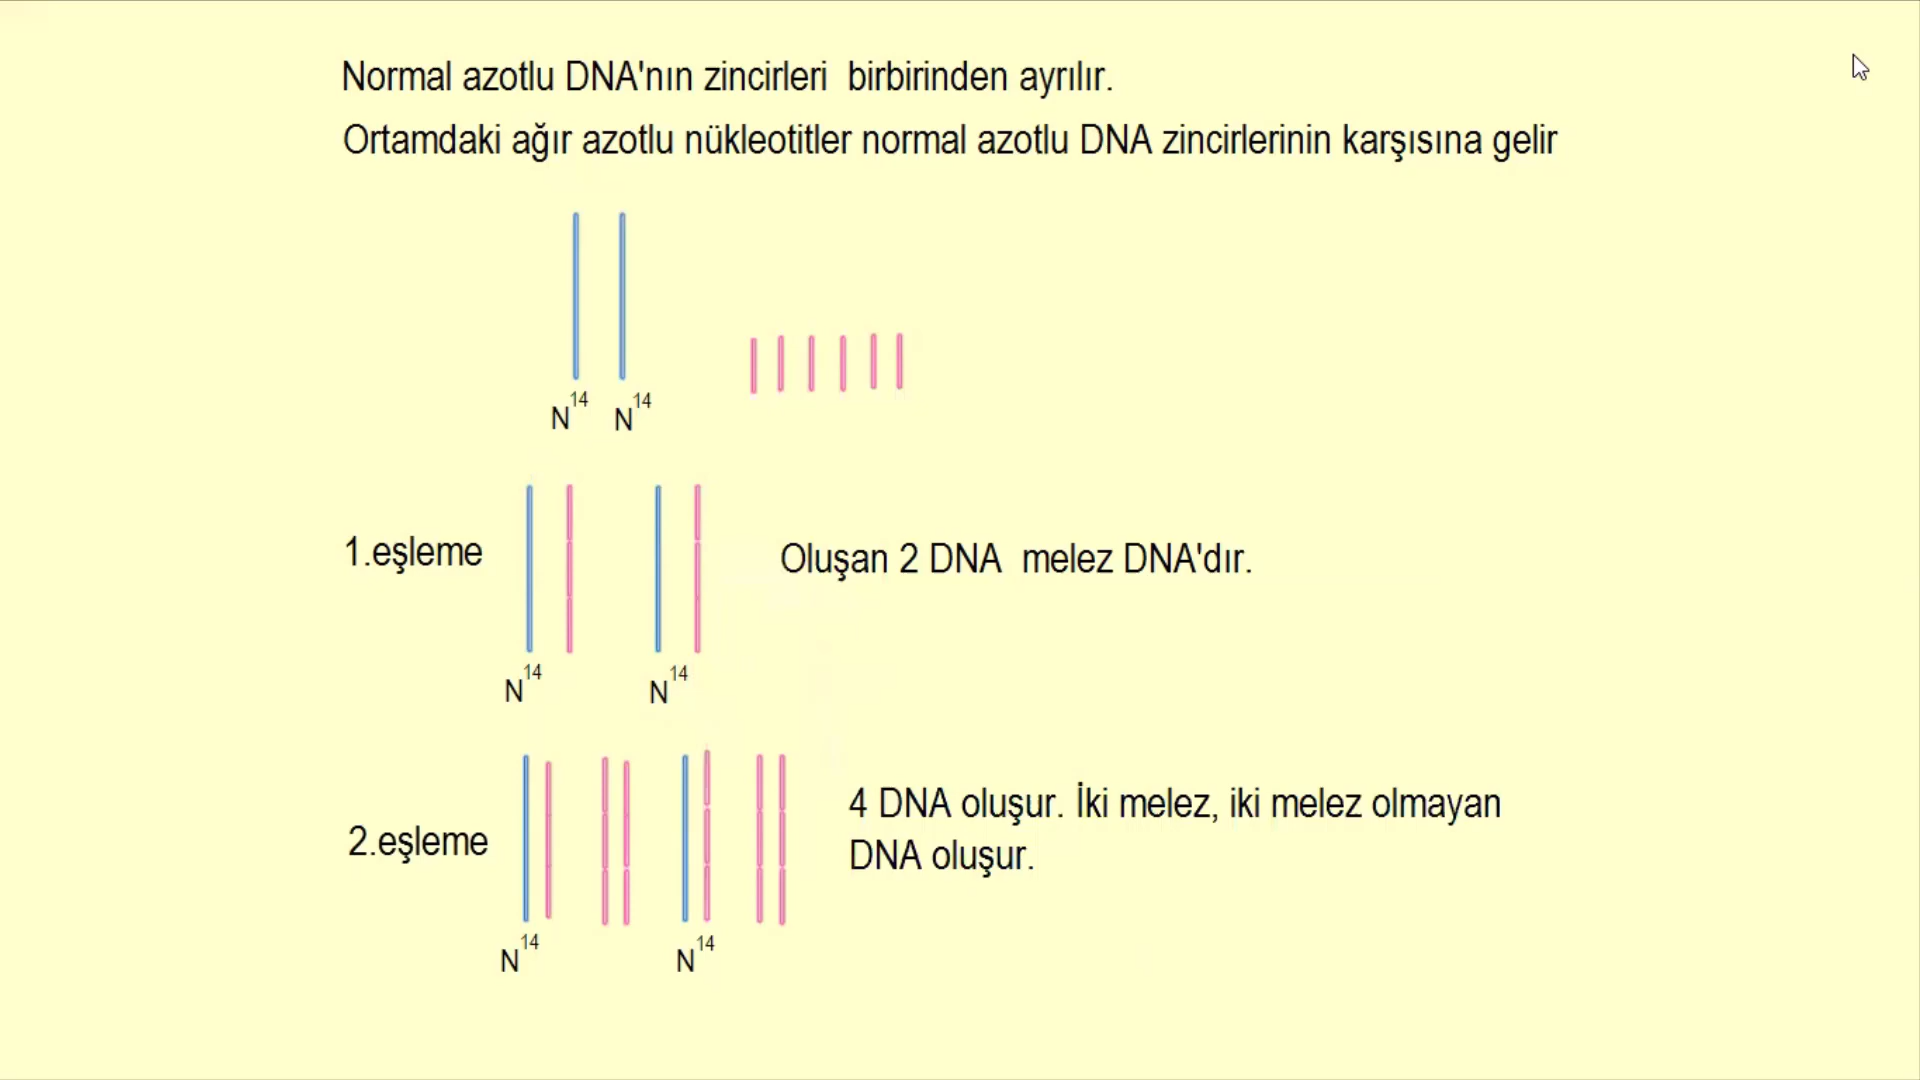 Normal azotlu DNA'nın zincirleri birbirinden ayrılır.
Ortamdaki ağır azotlu nükleotitler normal azotlu DNA zincirlerinin karşısına gelir
N14 N14
1.eşleme
Oluşan 2 DNA melez DNA'dır.
N14 N14
2.eşleme
4 DNA oluşur. İki melez, iki melez olmayan
DNA oluşur.
N14 N14